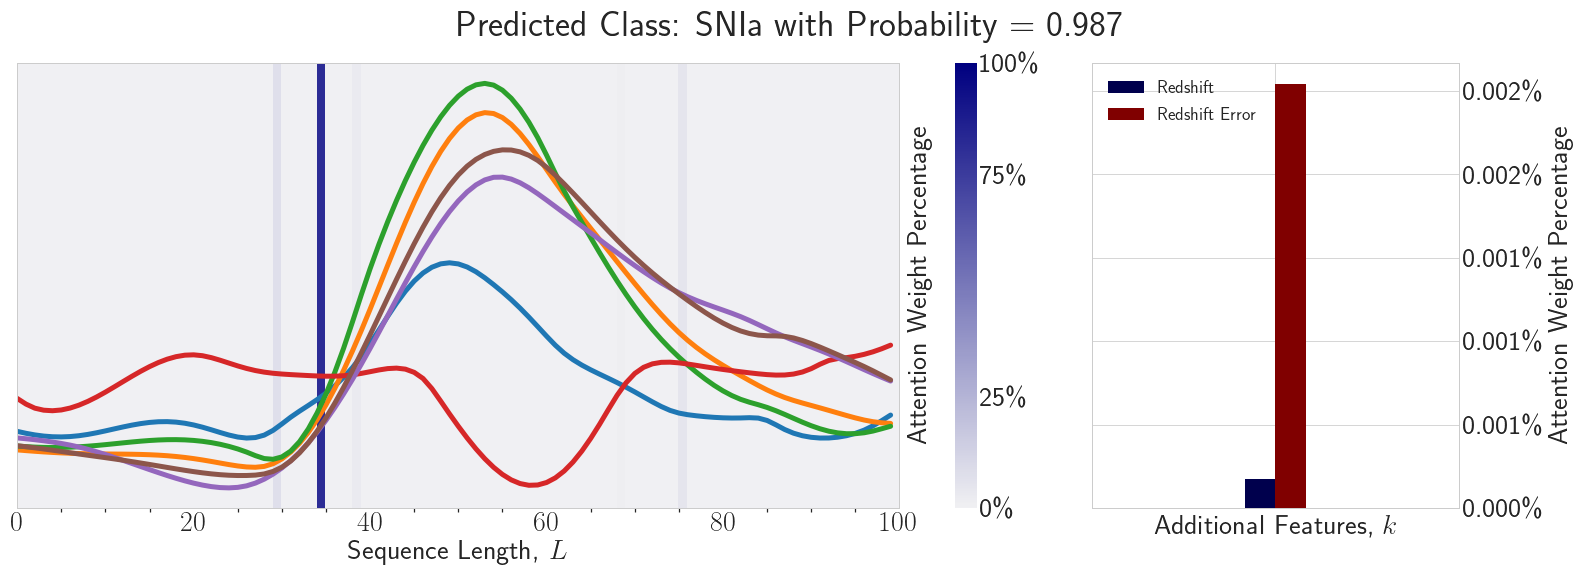 Predicted Class: SNIa with Probability = 0.987
0 20 40 60 80 100
Sequence Length, L
100%
75%
25%
0%
Attention Weight Percentage
Redshift
Redshift Error
0.002%
0.002%
0.001%
0.001%
0.001%
0.000%
Additional Features, k
Attention Weight Percentage